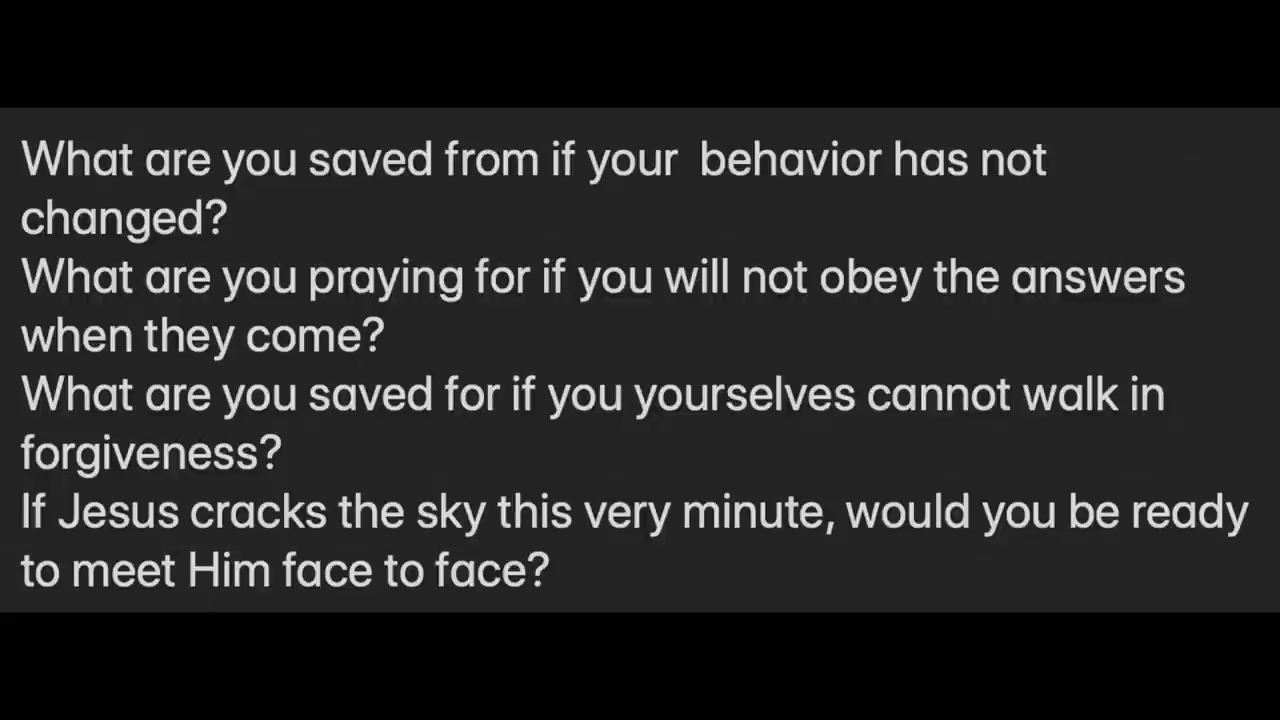 What are you saved from if your  behavior has not
changed?
What are you praying for if you will not obey the answers
when they come?
What are you saved for if you yourselves cannot walk in
forgiveness?
If Jesus cracks the sky this very minute, would you be ready
to meet Him face to face?